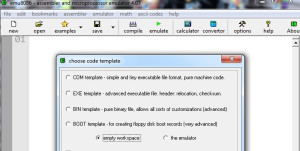 emu8086 - assembler and microprocessor emulator 4.07
file edit bookmarks assembler emulator math ascii codes help
new open examples save compile emulate calculator convertor options help About
01
choose code template
COM template - simple and tiny executable file format, pure machine code.
EXE template - advanced executable file. header: relocation, checksum.
BIN template - pure binary file, allows all sorts of customizations (advanced)
BOOT template - for creating floppy disk boot records (very advanced)
empty workspace the emulator